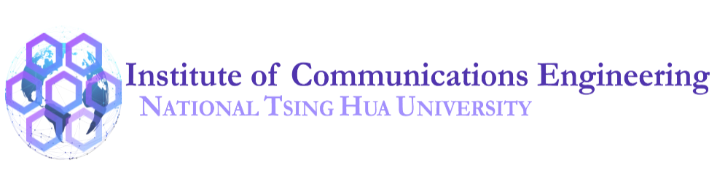 Institute of Communications Engineering
NATIONAL TSING HUA UNIVERSITY